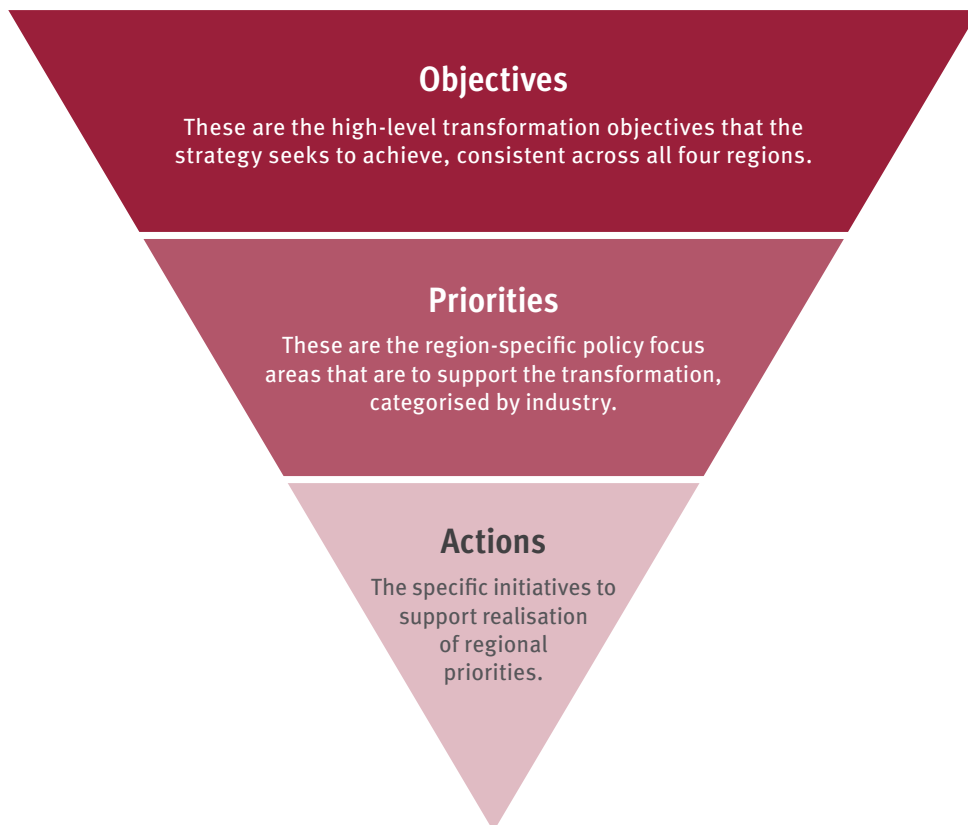 Objectives
These are the high-level transformation objectives that the
strategy seeks to achieve, consistent across all four regions.
Priorities
These are the region-specific policy focus
areas that are to support the transformation,
categorised by industry.
Actions
The specific initiatives to
support realisation
of regional
priorities.